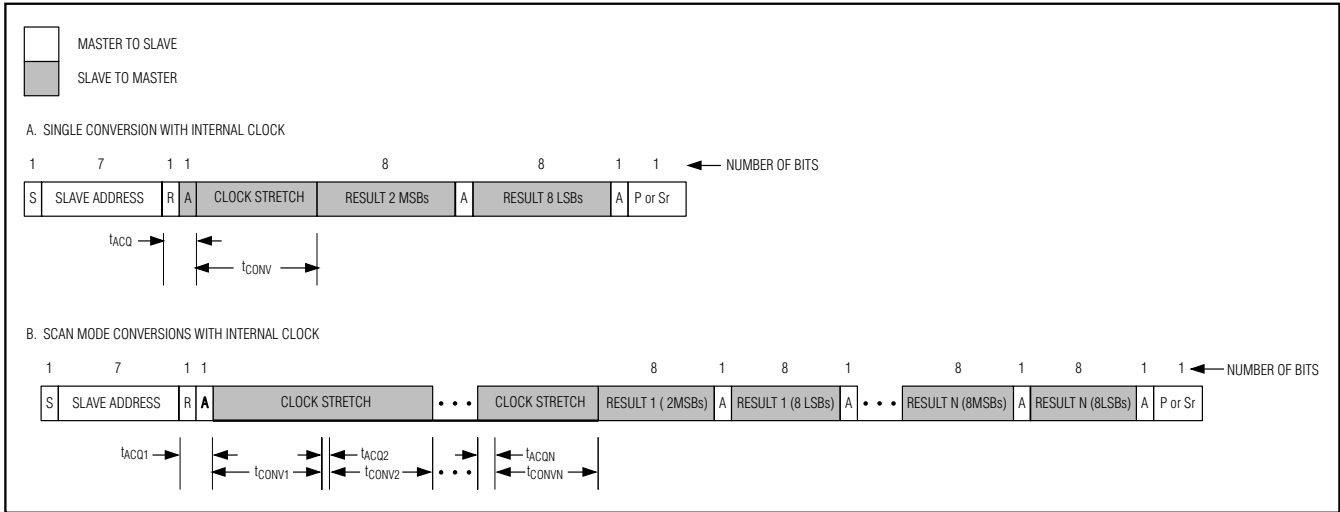 MASTER TO SLAVE
SLAVE TO MASTER
A. SINGLE CONVERSION WITH INTERNAL CLOCK
1 7 1 1 8 8 1 1 NUMBER OF BITS
S SLAVE ADDRESS R A CLOCK STRETCH RESULT 2 MSBs A RESULT 8 LSBs A P or Sr
tACQ
tCONV
B. SCAN MODE CONVERSIONS WITH INTERNAL CLOCK
1 7 1 1 8 1 8 1 8 1 8 1 1 NUMBER OF BITS
S SLAVE ADDRESS R A CLOCK STRETCH • • • CLOCK STRETCH RESULT 1 ( 2MSBs) A RESULT 1 (8 LSBs) A • • • RESULT N (8MSBs) A RESULT N (8LSBs) A P or Sr
tACQ1 tACQ2 tACQN
tCONV1 tCONV2 • • • tCONVN